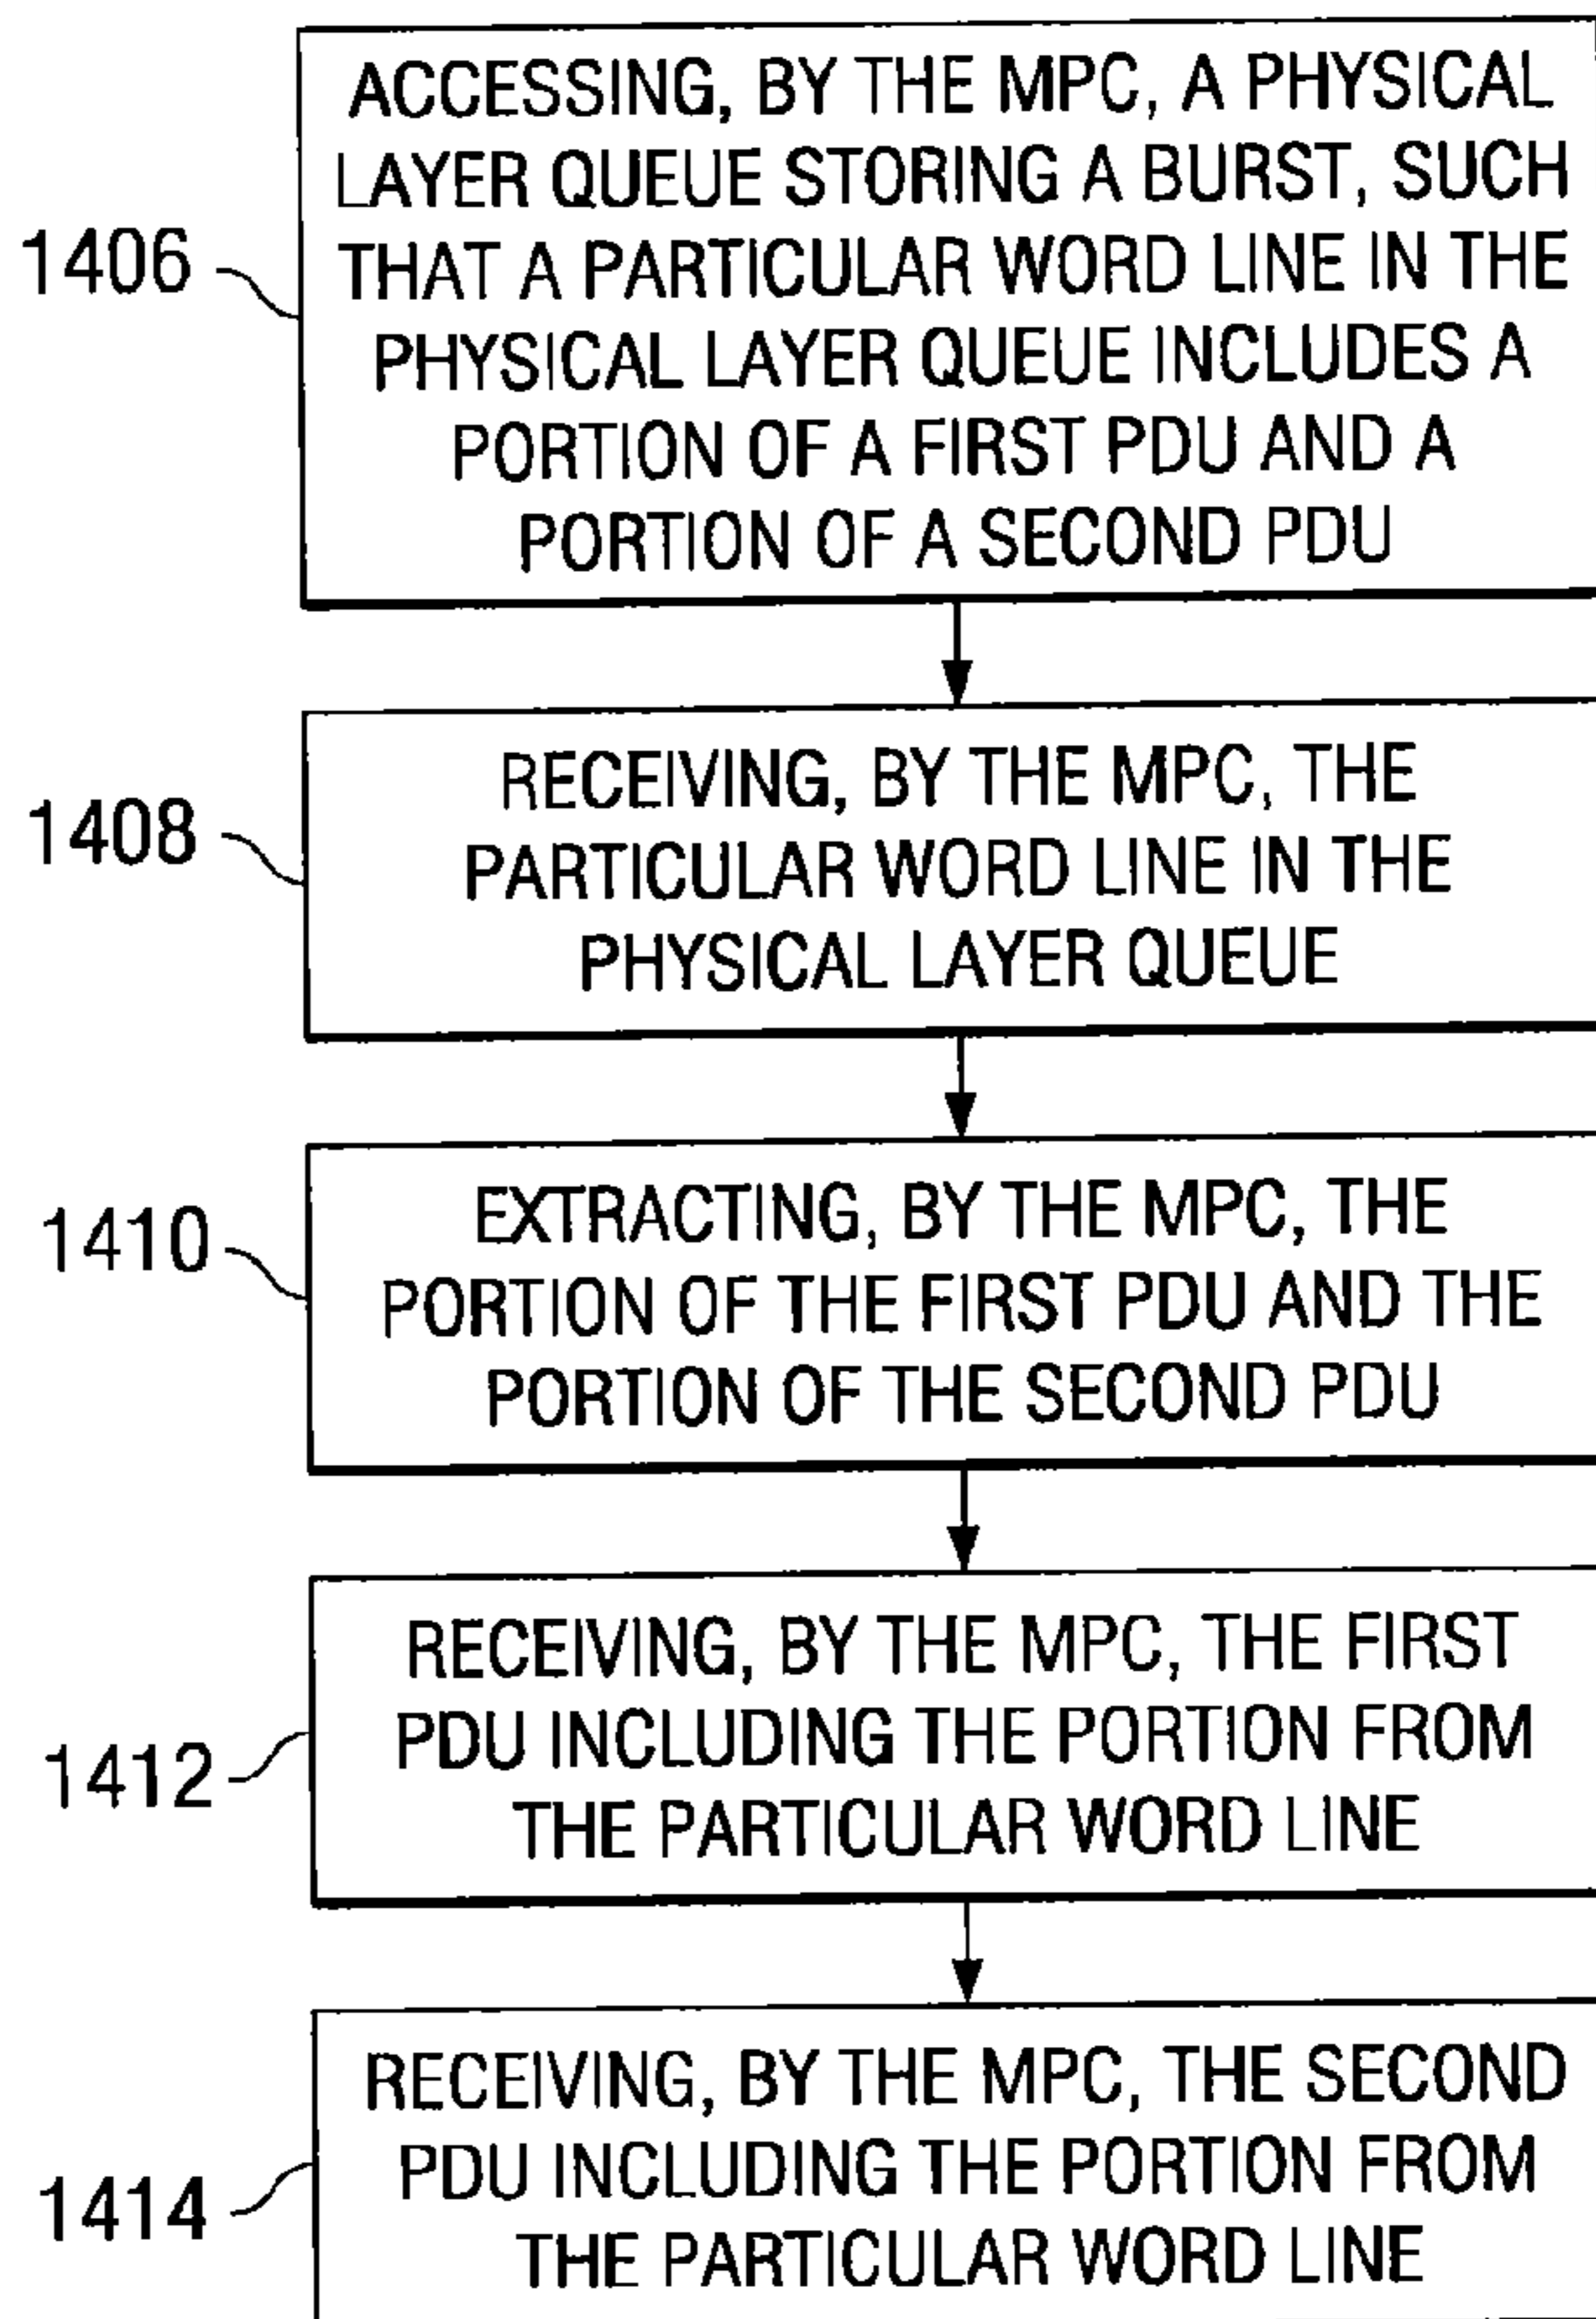 ACCESSING, BY THE MPC, A PHYSICAL
LAYER QUEUE STORING A BURST, SUCH
1406
THAT A PARTICULAR WORD LINE IN THE
PHYSICAL LAYER QUEUE INCLUDES A
PORTION OF A FIRST PDU AND A
PORTION OF A SECOND PDU
RECEIVING, BY THE MPC, THE
1408
PARTICULAR WORD LINE IN THE
PHYSICAL LAYER QUEUE
EXTRACTING, BY THE MPC, THE
1410
PORTION OF THE FIRST PDU AND THE
PORTION OF THE SECOND PDU
RECEIVING, BY THE MPC, THE FIRST
PDU INCLUDING THE PORTION FROM
1412
THE PARTICULAR WORD LINE
RECEIVING, BY THE MPC, THE SECOND
PDU INCLUDING THE PORTION FROM
1414
THE PARTICULAR WORD LINE